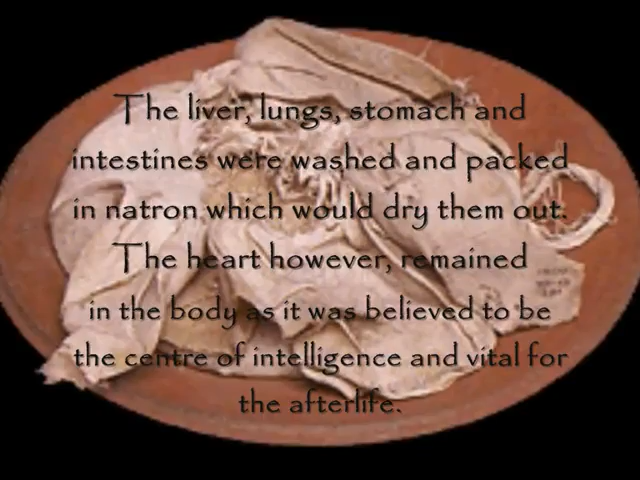 The liver, lungs, stomach and
intestines were washed and packed
in natron which would dry them out.
The heart however, remained
in the body as it was believed to be
the centre of intelligence and vital for
the afterlife.